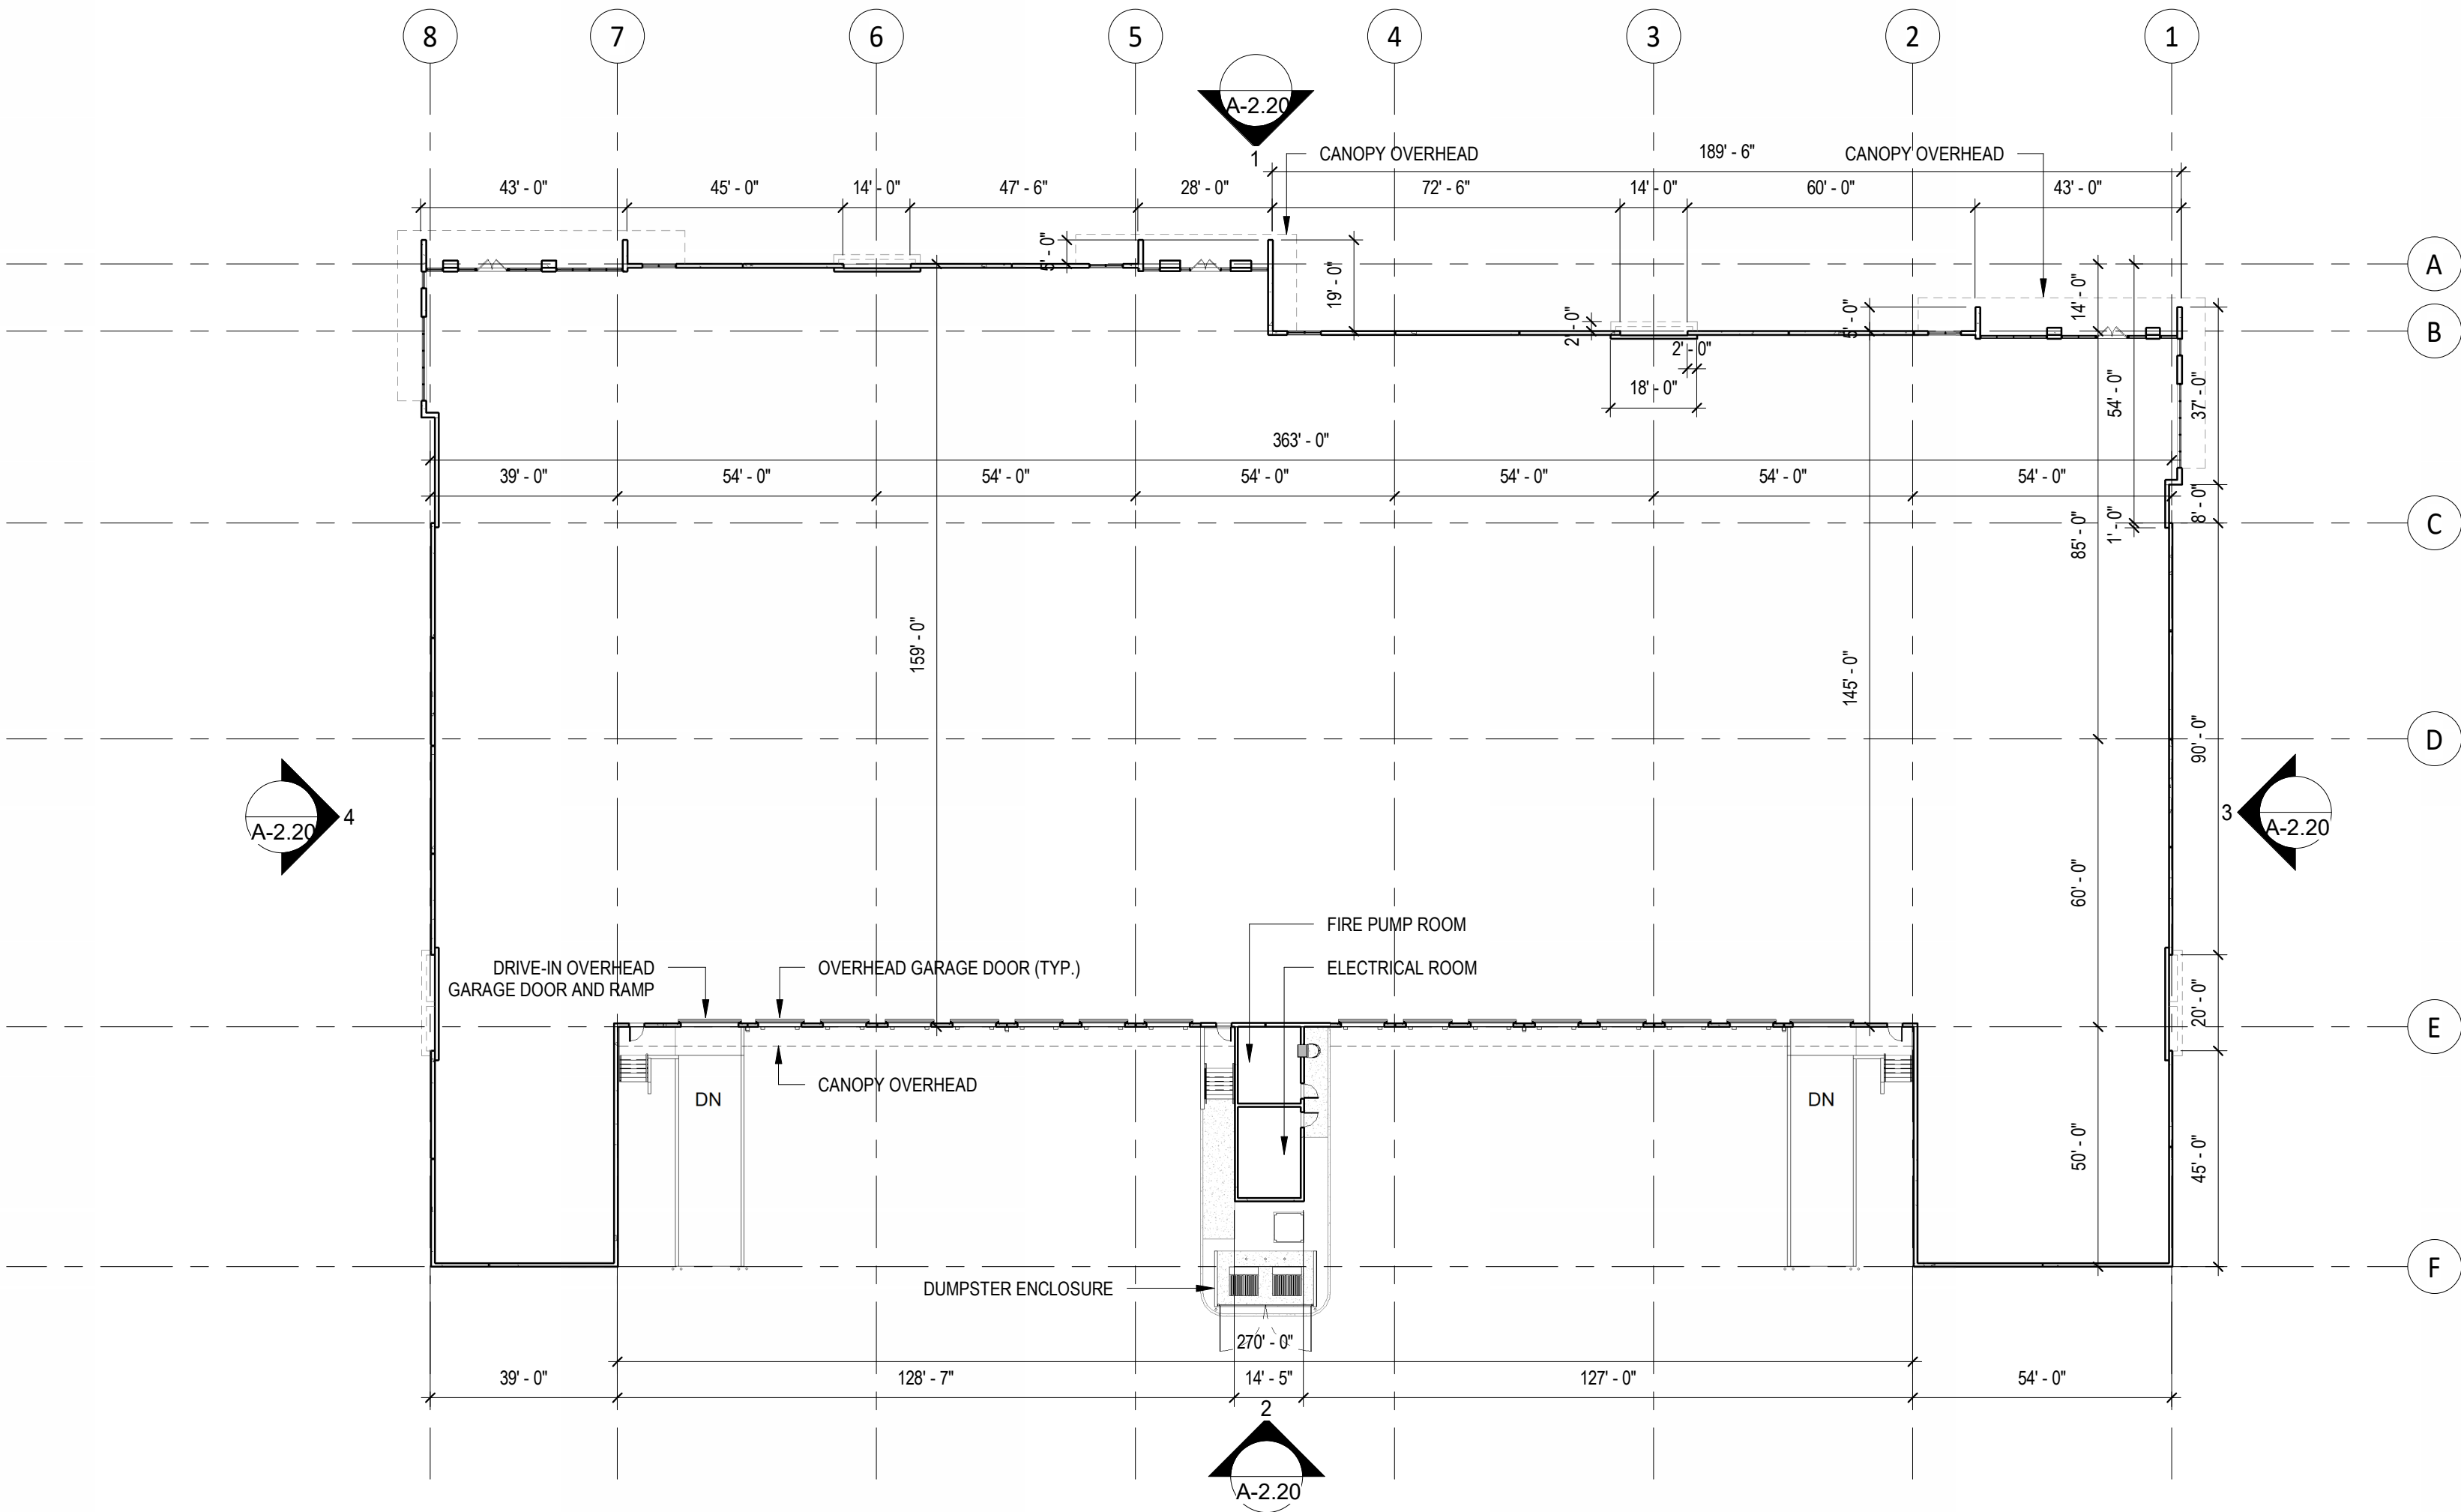 8 7 6 5 4 3 2 1
A-2.20
1
CANOPY OVERHEAD
189' - 6"
CANOPY OVERHEAD
43' - 0" 45' - 0" 14' - 0" 47' - 6" 28' - 0" 72' - 6" 14' - 0" 60' - 0" 43' - 0"
5' - 0"
19' - 0"
A
14' - 0"
2' - 0"
5' - 0"
B
2' - 0"
18' - 0"
54' - 0"
37' - 0"
363' - 0"
39' - 0" 54' - 0" 54' - 0" 54' - 0" 54' - 0" 54' - 0" 54' - 0"
8' - 0"
C
85' - 0"
1' - 0"
159' - 0"
145' - 0"
90' - 0"
D
A-2.20
4
3
A-2.20
60' - 0"
FIRE PUMP ROOM
DRIVE-IN OVERHEAD
GARAGE DOOR AND RAMP
OVERHEAD GARAGE DOOR (TYP.)
ELECTRICAL ROOM
20' - 0"
E
CANOPY OVERHEAD
DN
DN
50' - 0"
45' - 0"
F
DUMPSTER ENCLOSURE
270' - 0"
39' - 0" 128' - 7" 14' - 5" 127' - 0" 54' - 0"
2
A-2.20